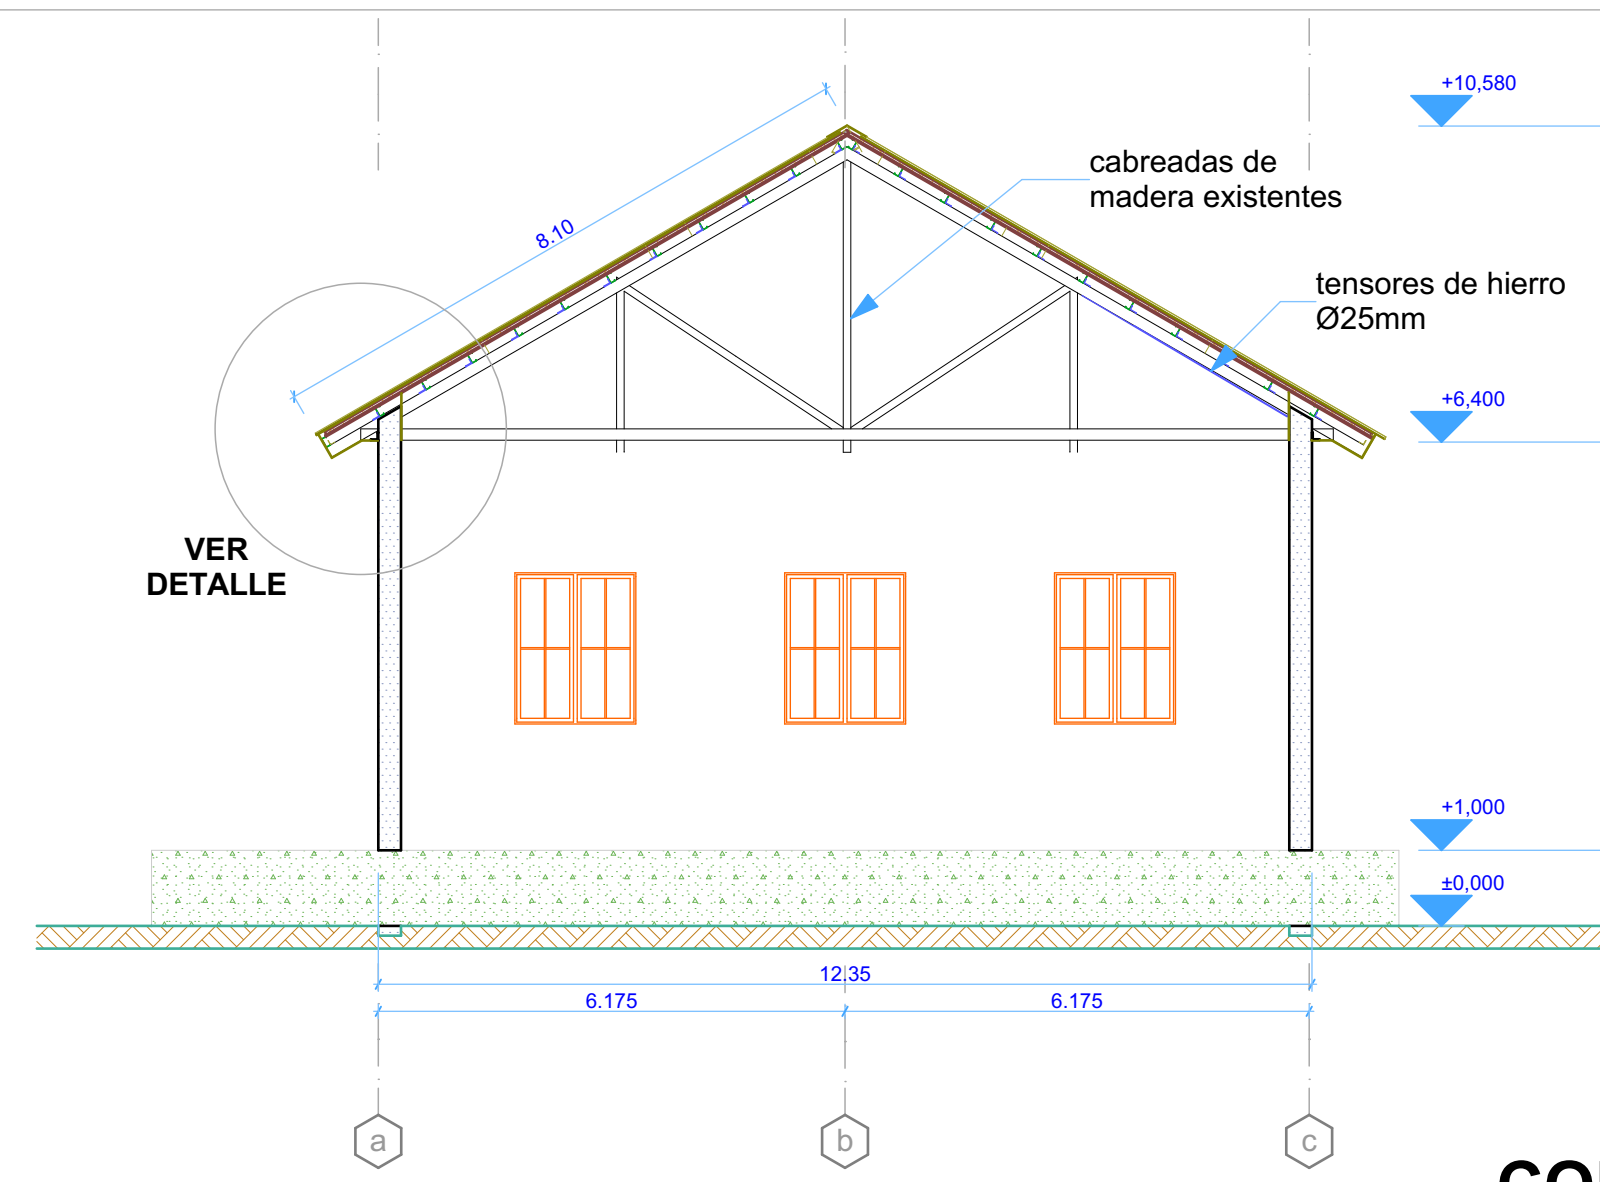 +10,580
cabreadas de
madera existentes
8.10
tensores de hierro
Ø25mm
+6,400
VER
DETALLE
+1,000
±0,000
12.35
6.175
6.175
a
b
c